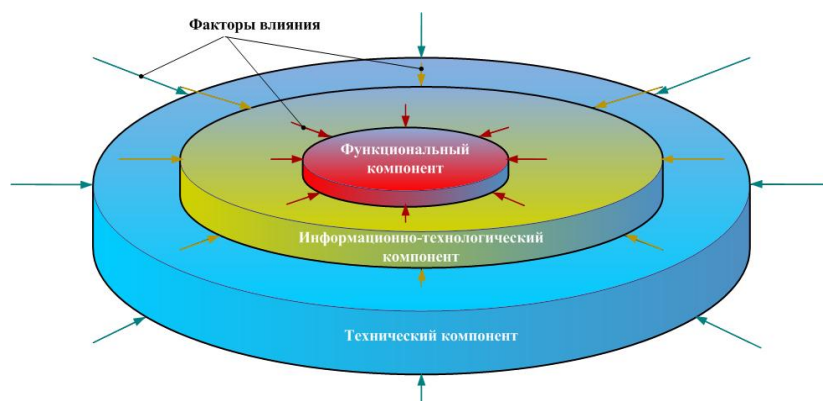 Факторы влияния
Функциональный
компонент
Информационно-технологический
компонент
Технический компонент